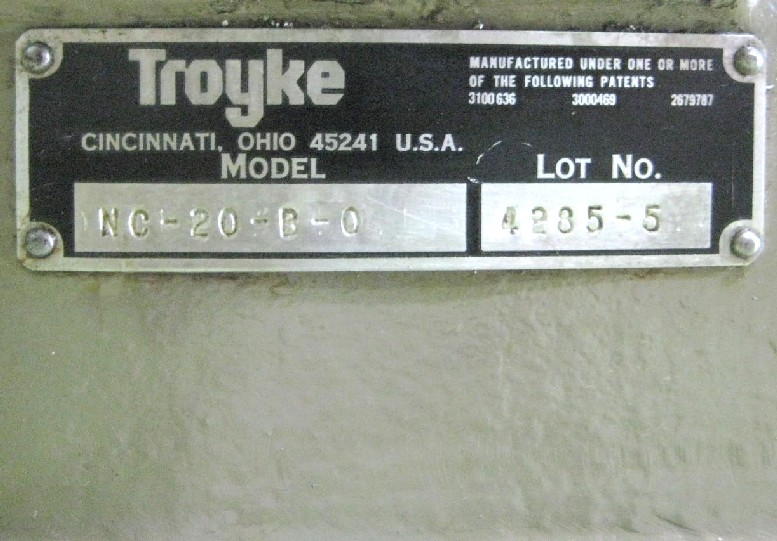 Troyke
MANUFACTURED UNDER ONE OR MORE
OF THE FOLLOWING PATENTS
3100636 3000469 2679787
CINCINNATI, OHIO 45241 U.S.A.
MODEL
LOT NO.
NC-20-B-O
4285-5